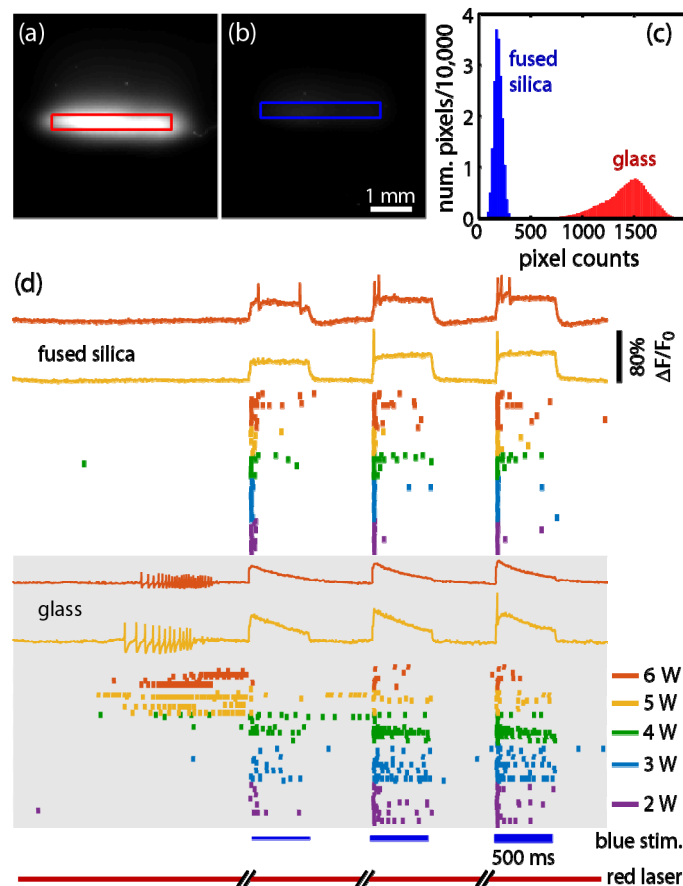 (a)
(b)
1 mm
(c)
num. pixels/10,000
4
3
2
1
0
fused
silica
glass
0
500
1000
1500
pixel counts
(d)
fused silica
80%
ΔF/F0
glass
6 W
5 W
4 W
3 W
2 W
blue stim.
500 ms
red laser